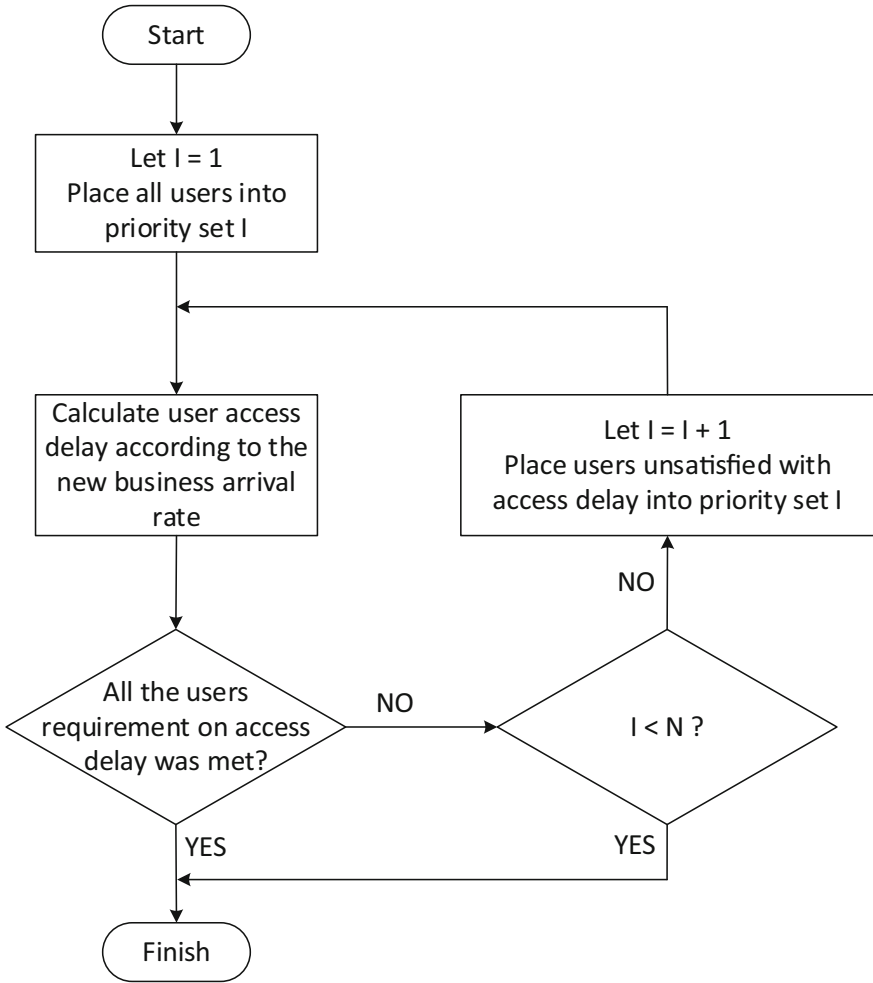 Start
Let I = 1
Place all users into
priority set I
Calculate user access
delay according to the
new business arrival
rate
Let I = I + 1
Place users unsatisfied with
access delay into priority set I
NO
All the users
requirement on access
delay was met?
NO
I < N ?
YES
YES
Finish